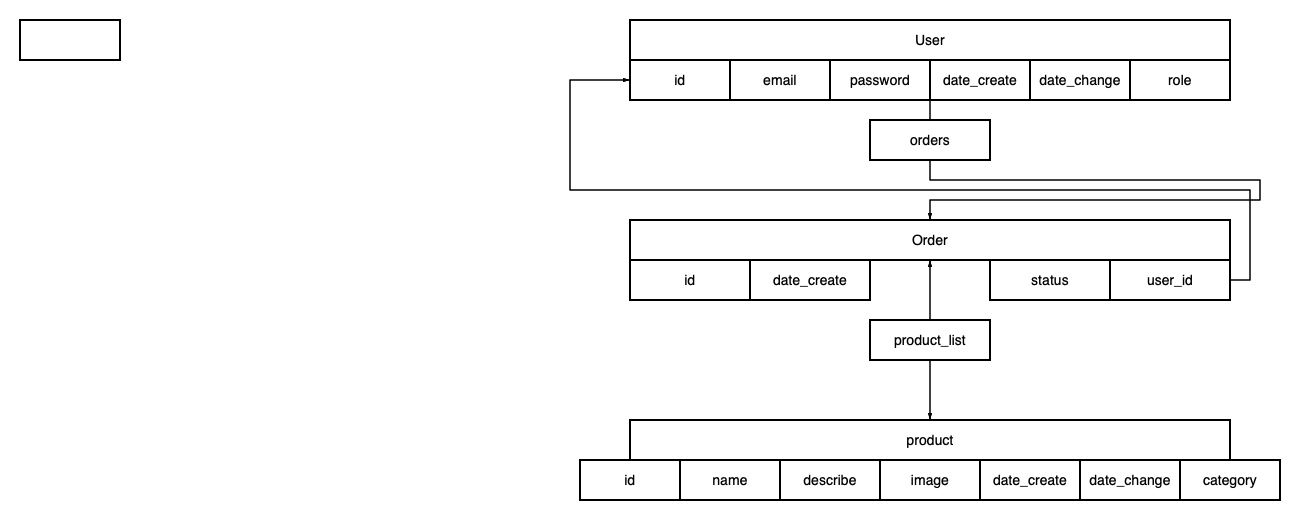 User
id email password date_create date_change role
orders
Order
id date_create status user_id
product_list
product
id name describe image date_create date_change category